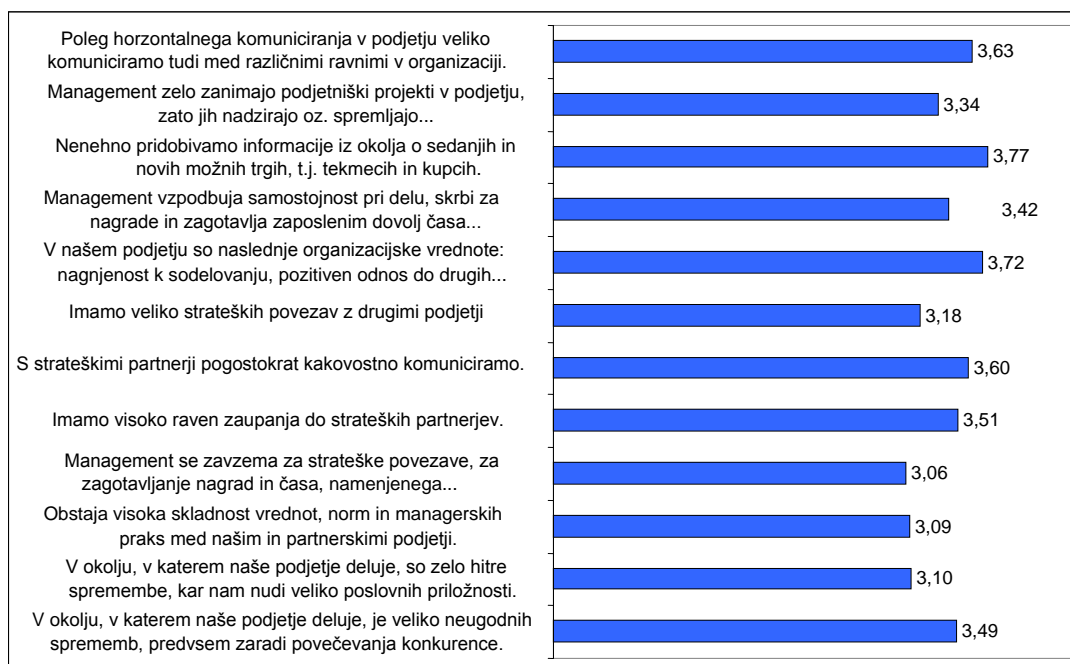 Poleg horzontalnega komuniciranja v podjetju veliko
komuniciramo tudi med različnimi ravnimi v organizaciji.
3,63
Management zelo zanimajo podjetniški projekti v podjetju,
zato jih nadzirajo oz. spremljajo...
3,34
Nenehno pridobivamo informacije iz okolja o sedanjih in
novih možnih trgih, t.j. tekmecih in kupcih.
3,77
Management vzpodbuja samostojnost pri delu, skrbi za
nagrade in zagotavlja zaposlenim dovolj časa...
3,42
V našem podjetju so naslednje organizacijske vrednote:
nagnjenost k sodelovanju, pozitiven odnos do drugih...
3,72
Imamo veliko strateških povezav z drugimi podjetji
3,18
S strateškimi partnerji pogostokrat kakovostno komuniciramo.
3,60
Imamo visoko raven zaupanja do strateških partnerjev.
3,51
Management se zavzema za strateške povezave, za
zagotavljanje nagrad in časa, namenjenega...
3,06
Obstaja visoka skladnost vrednot, norm in managerskih
praks med našim in partnerskimi podjetji.
3,09
V okolju, v katerem naše podjetje deluje, so zelo hitre
spremembe, kar nam nudi veliko poslovnih priložnosti.
3,10
V okolju, v katerem naše podjetje deluje, je veliko neugodnih
sprememb, predvsem zaradi povečevanja konkurence.
3,49